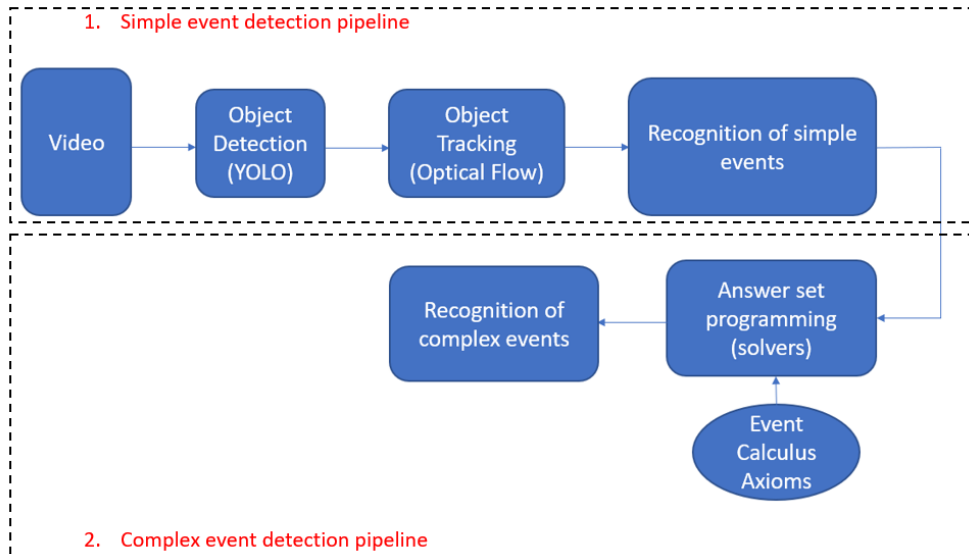 1. Simple event detection pipeline
Video
Object
Detection
(YOLO)
Object
Tracking
(Optical Flow)
Recognition of simple
events
Answer set
programming
(solvers)
Recognition of
complex events
Event
Calculus
Axioms
2. Complex event detection pipeline